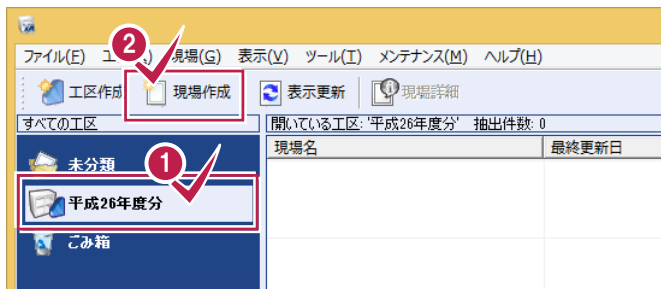 2
ファイル(F) 現場(G) 表示(V) ツール(T) メンテナンス(M) ヘルプ(H)
工区作成 現場作成 表示更新 現場詳細
すべての工区 開いている工区: '平成26年度分' 抽出件数: 0
現場名 最終更新日
未分類
1
平成26年度分
ごみ箱